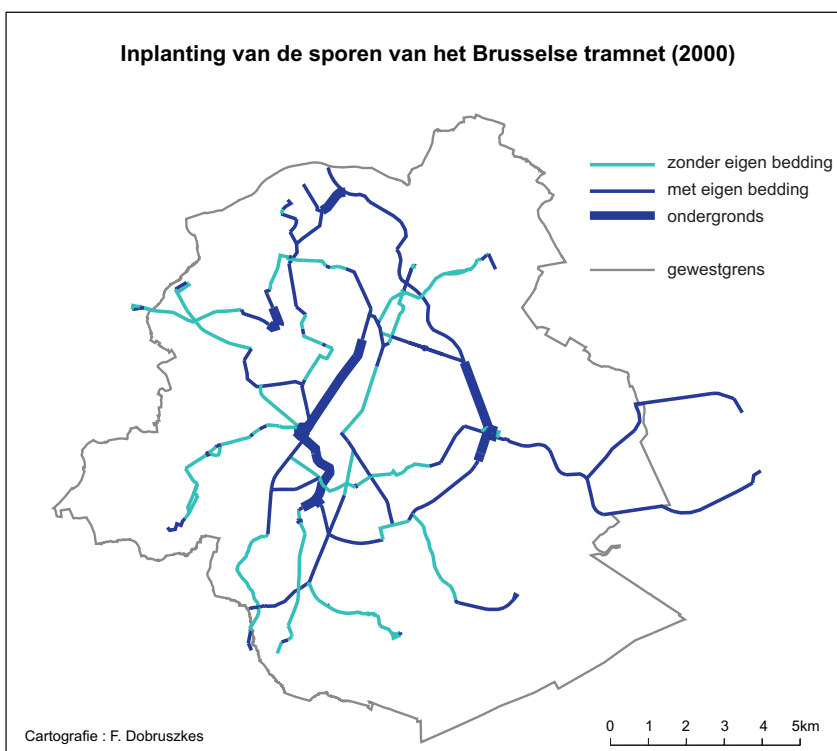 Inplanting van de sporen van het Brusselse tramnet (2000)
zonder eigen bedding
met eigen bedding
ondergronds
gewestgrens
Cartografie : F. Dobruszkes
0 1 2 3 4 5km